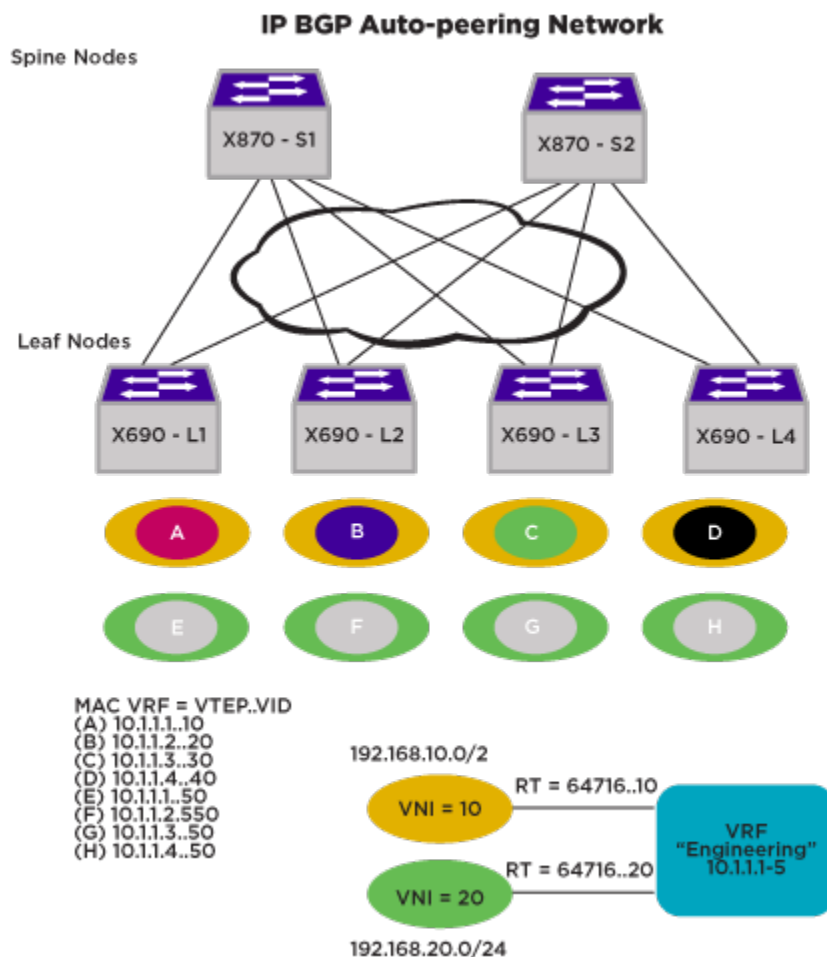 IP BGP Auto-peering Network
Spine Nodes
X870 - S1
X870 - S2
Leaf Nodes
X690 - L1
X690 - L2
X690 - L3
X690 - L4
A
B
C
D
E
F
G
H
MAC VRF = VTEP..VID
(A) 10.1.1.1..10
(B) 10.1.1.2..20
(C) 10.1.1.3..30
(D) 10.1.1.4..40
(E) 10.1.1.1..50
(F) 10.1.1.2.550
(G) 10.1.1.3..50
(H) 10.1.1.4..50
192.168.10.0/2
VNI = 10
RT = 64716..10
VRF
“Engineering”
10.1.1.1-5
RT = 64716..20
VNI = 20
192.168.20.0/24